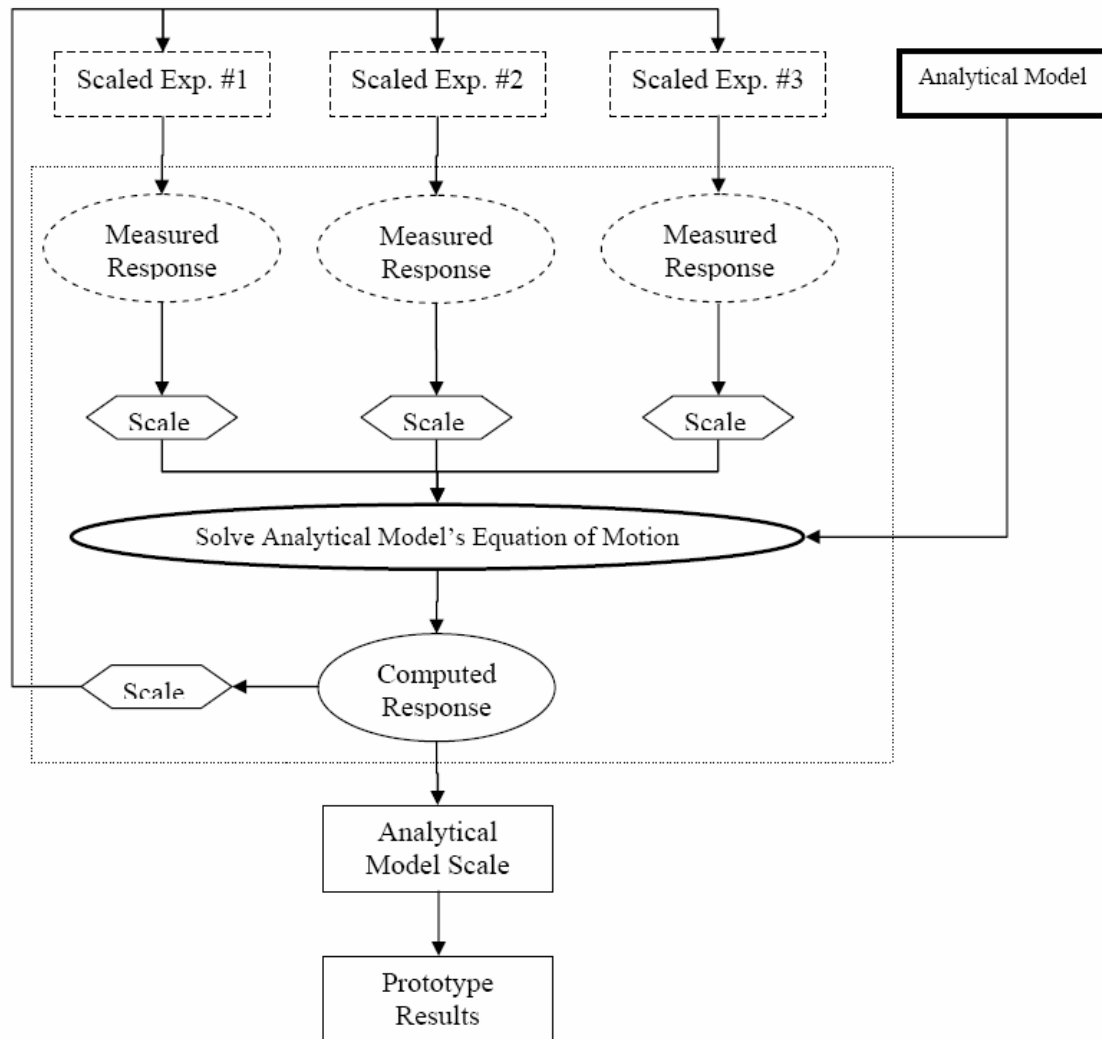 Scaled Exp. #1
Scaled Exp. #2
Scaled Exp. #3
Analytical Model
Measured
Response
Measured
Response
Measured
Response
Scale
Scale
Scale
Solve Analytical Model’s Equation of Motion
Computed
Response
Scale
Analytical
Model Scale
Prototype
Results